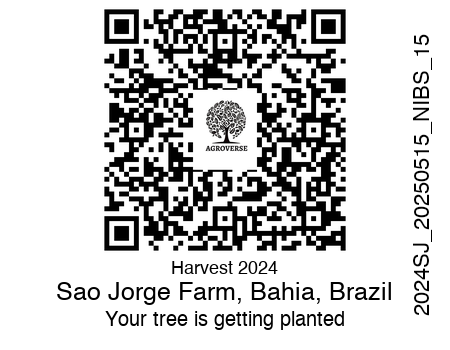 AGROVERSE
Harvest 2024
Sao Jorge Farm, Bahia, Brazil
Your tree is getting planted
2024SJ_20250515_NIBS_15